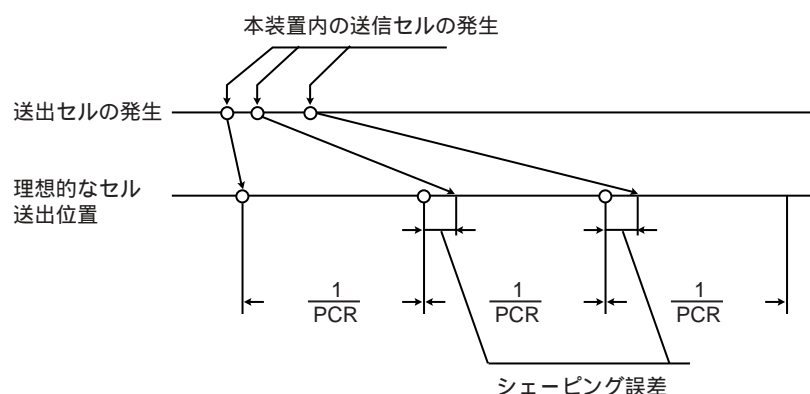 本装置内の送信セルの発生
送出セルの発生
理想的なセル
送出位置
1
PCR
1
PCR
1
PCR
シェーピング誤差